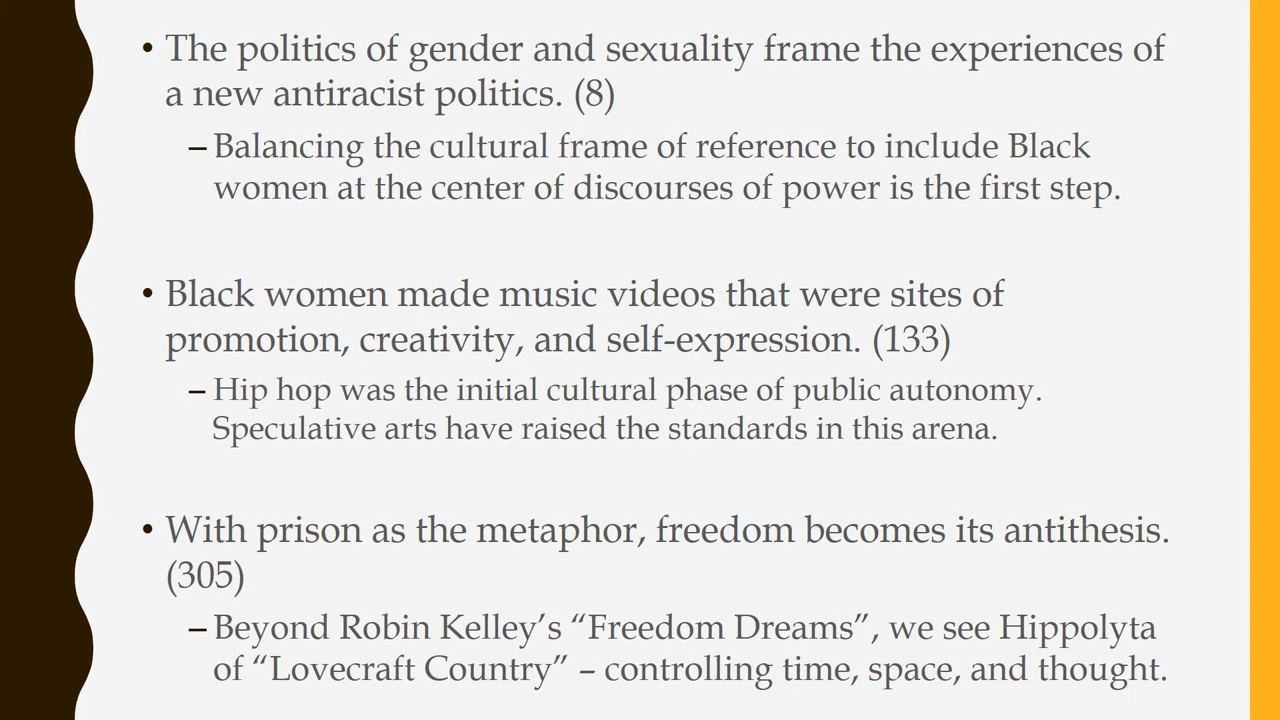 • The politics of gender and sexuality frame the experiences of
a new antiracist politics. (8)
– Balancing the cultural frame of reference to include Black
women at the center of discourses of power is the first step.
• Black women made music videos that were sites of
promotion, creativity, and self-expression. (133)
– Hip hop was the initial cultural phase of public autonomy.
Speculative arts have raised the standards in this arena.
• With prison as the metaphor, freedom becomes its antithesis.
(305)
– Beyond Robin Kelley’s “Freedom Dreams”, we see Hippolyta
of “Lovecraft Country” – controlling time, space, and thought.